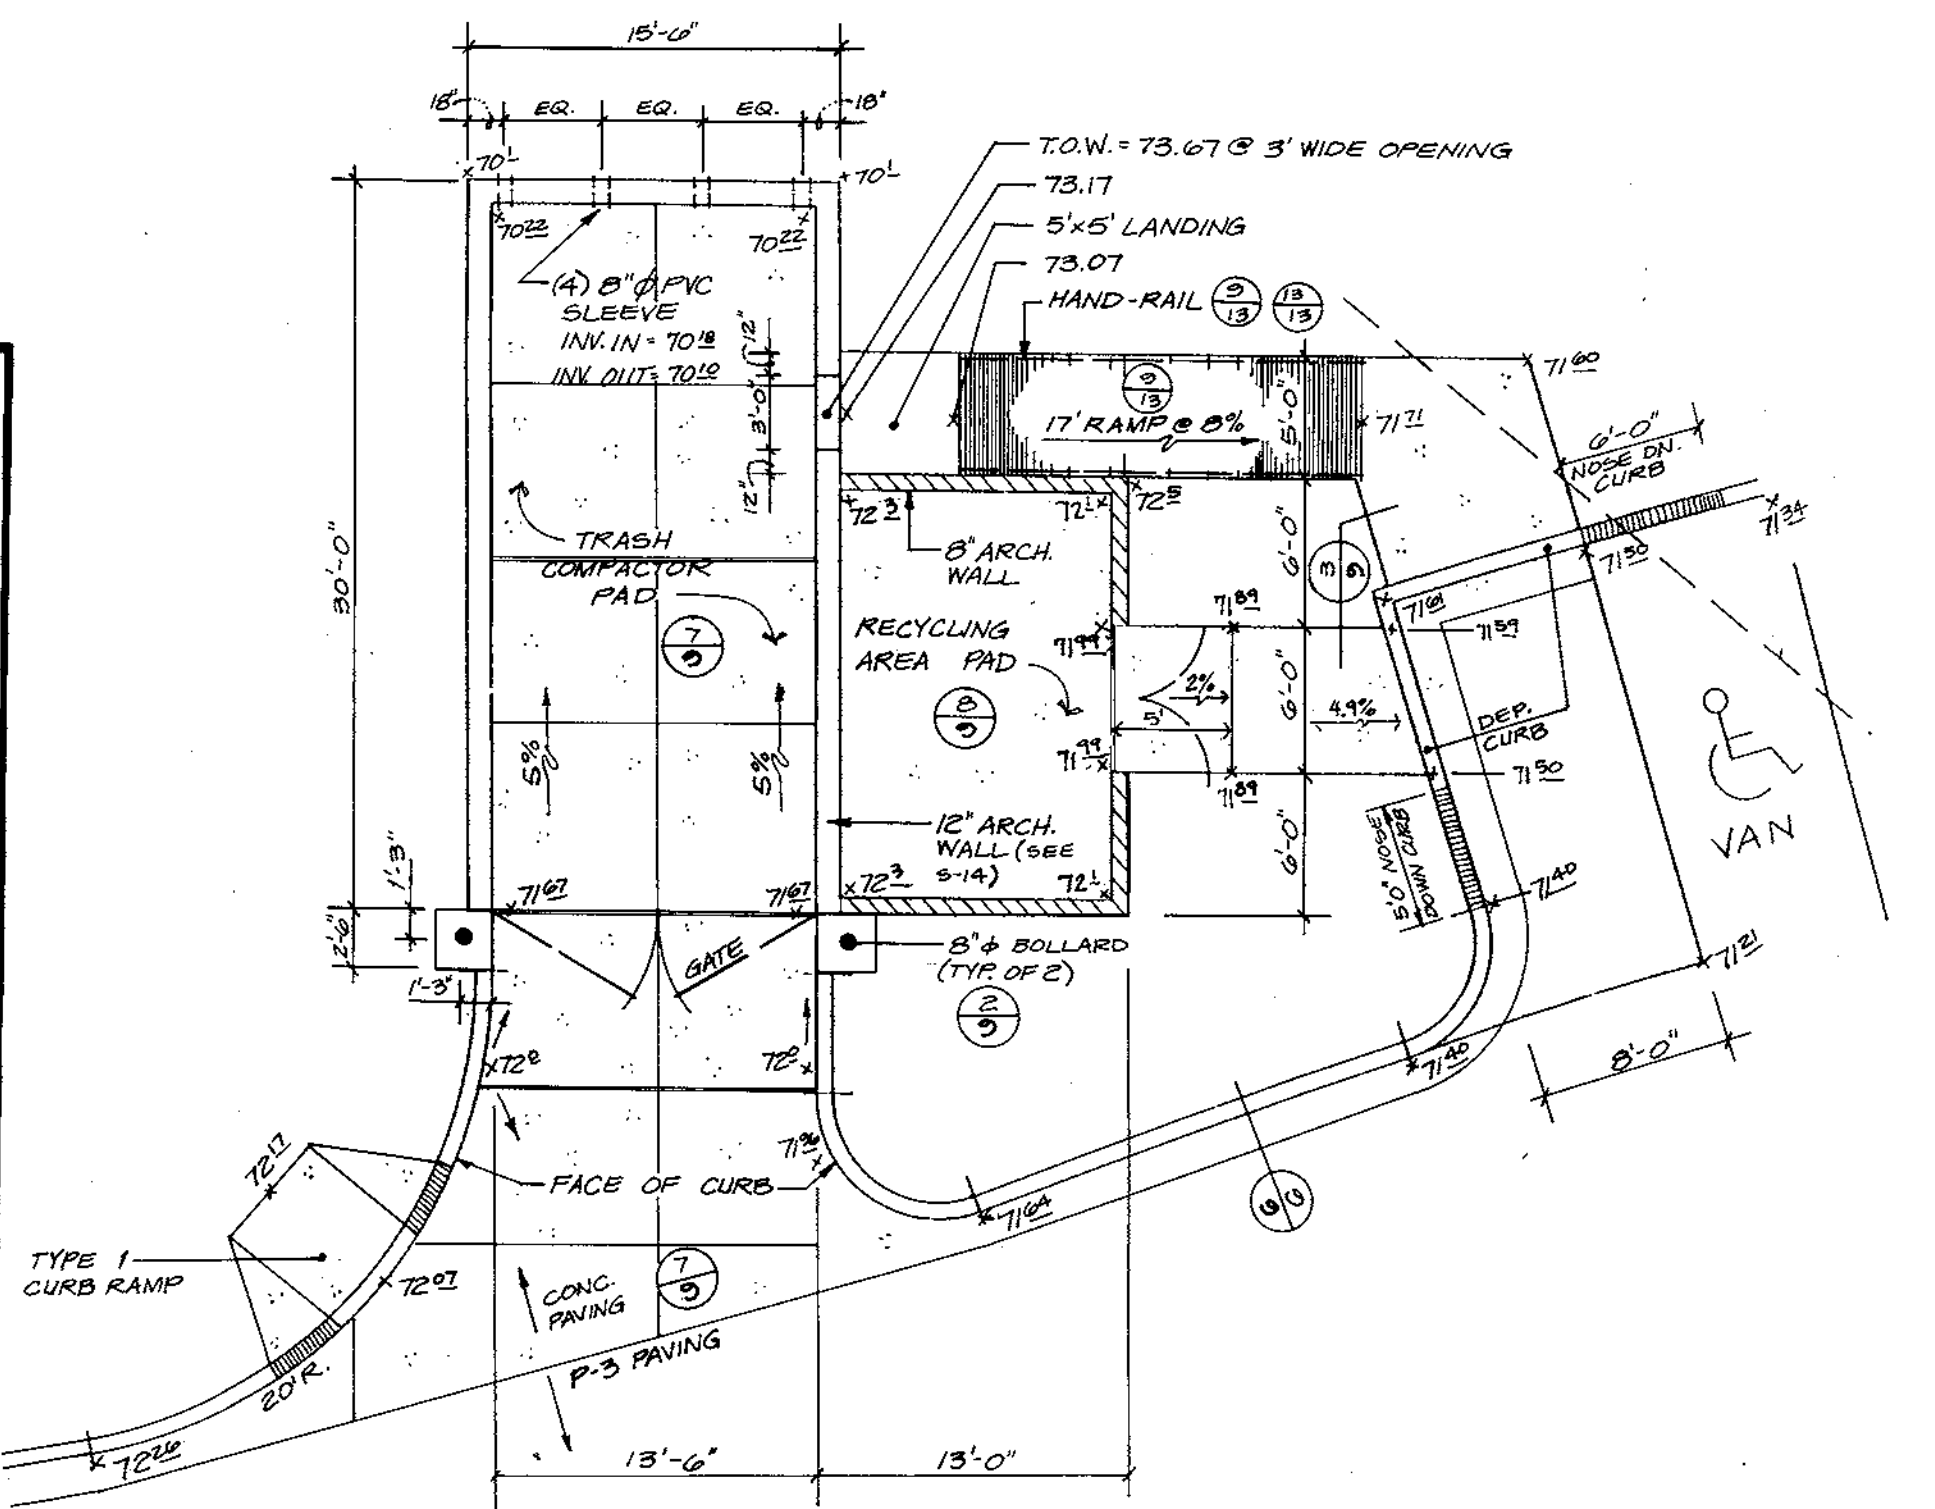 15'-6"
18" EQ. EQ. EQ. 18"
70¹ 70¹
T.O.W. = 73.67 @ 3' WIDE OPENING
73.17
5'x5' LANDING
73.07
HAND-RAIL 9/13 13/13
70 22 70 22
(4) 8" ϕ PVC
SLEEVE
INV. IN = 70 18
INV. OUT = 70 10
12"
3'-0"
12"
9/13
17' RAMP @ 8%
5'-0"
71 71
71 60
6'-0"
NOSE DN.
CURB
71 34
71 50
30'-0"
TRASH
COMPACTOR
PAD
7/9
72 3 72 1 72 5
8" ARCH.
WALL
6'-0"
3/9
71 61
71 59
RECYCLING
AREA PAD
8/9
71 99
71 89
2%
5'
6'-0"
4.9%
71 99
71 89
DEP.
CURB
71 50
VAN
5% 5%
12" ARCH.
WALL (SEE
S-14)
72 3 72 1
6'-0"
5'0" NOSE
DOWN CURB
71 40
71 21
1'-3"
2'-6"
1'-3"
71 67 71 67
GATE
8" ϕ BOLLARD
(TYP. OF 2)
2/9
8'-0"
71 40
72 0
71 96
FACE OF CURB
71 64
72 17
TYPE 1
CURB RAMP
72 07
20' R.
CONC.
PAVING
7/9
P-3 PAVING
72 26
13'-6" 13'-0"